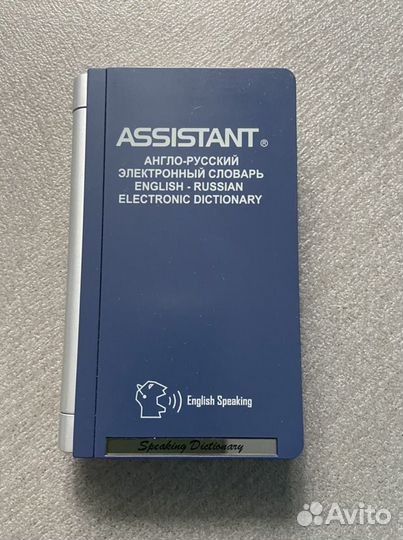 ASSISTANT®
АНГЛО-РУССКИЙ
ЭЛЕКТРОННЫЙ СЛОВАРЬ
ENGLISH - RUSSIAN
ELECTRONIC DICTIONARY
English Speaking
Speaking Dictionary
Avito